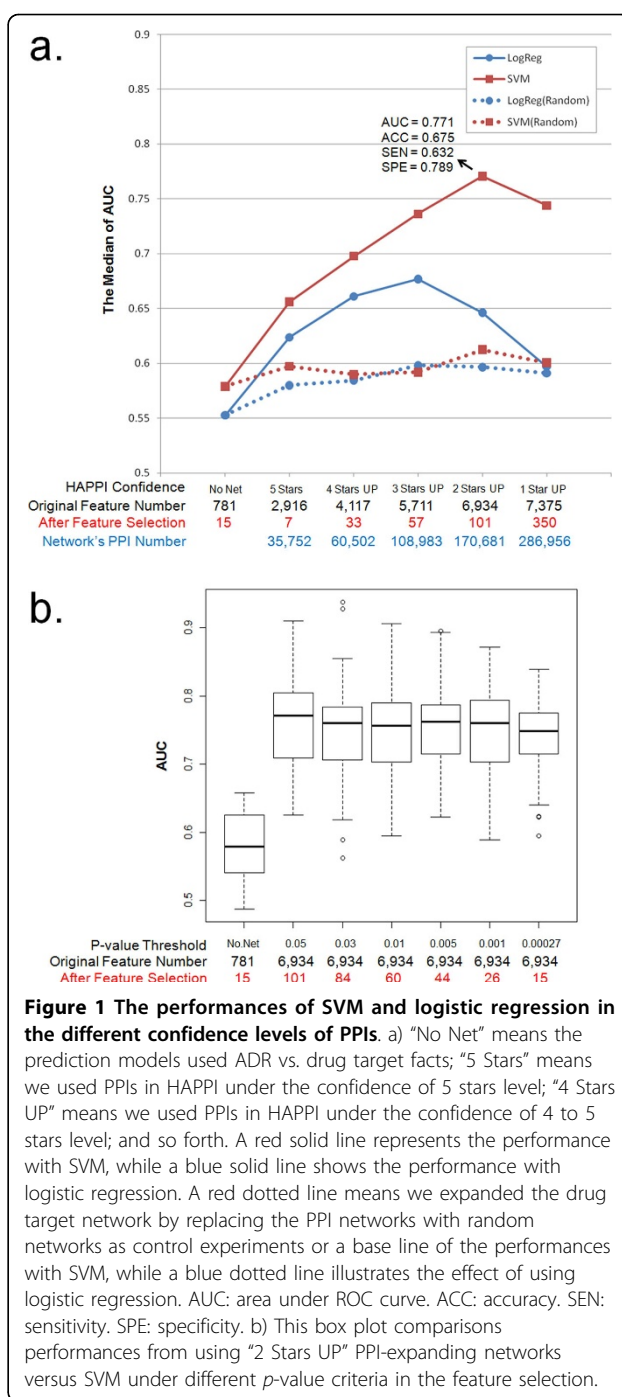 a.
0.9
0.85
0.8
0.75
0.7
0.65
0.6
0.55
0.5
The Median of AUC
LogReg
SVM
LogReg(Random)
SVM(Random)
AUC = 0.771
ACC = 0.675
SEN = 0.632
SPE = 0.789
HAPPI Confidence No Net 5 Stars 4 Stars UP 3 Stars UP 2 Stars UP 1 Star UP
Original Feature Number 781 2,916 4,117 5,711 6,934 7,375
After Feature Selection 15 7 33 57 101 350
Network's PPI Number 35,752 60,502 108,983 170,681 286,956
b.
0.9
0.8
0.7
0.6
0.5
AUC
P-value Threshold No.Net 0.05 0.03 0.01 0.005 0.001 0.00027
Original Feature Number 781 6,934 6,934 6,934 6,934 6,934 6,934
After Feature Selection 15 101 84 60 44 26 15
Figure 1 The performances of SVM and logistic regression in
the different confidence levels of PPIs. a) “No Net” means the
prediction models used ADR vs. drug target facts; “5 Stars” means
we used PPIs in HAPPI under the confidence of 5 stars level; “4 Stars
UP” means we used PPIs in HAPPI under the confidence of 4 to 5
stars level; and so forth. A red solid line represents the performance
with SVM, while a blue solid line shows the performance with
logistic regression. A red dotted line means we expanded the drug
target network by replacing the PPI networks with random
networks as control experiments or a base line of the performances
with SVM, while a blue dotted line illustrates the effect of using
logistic regression. AUC: area under ROC curve. ACC: accuracy. SEN:
sensitivity. SPE: specificity. b) This box plot comparisons
performances from using “2 Stars UP” PPI-expanding networks
versus SVM under different p-value criteria in the feature selection.